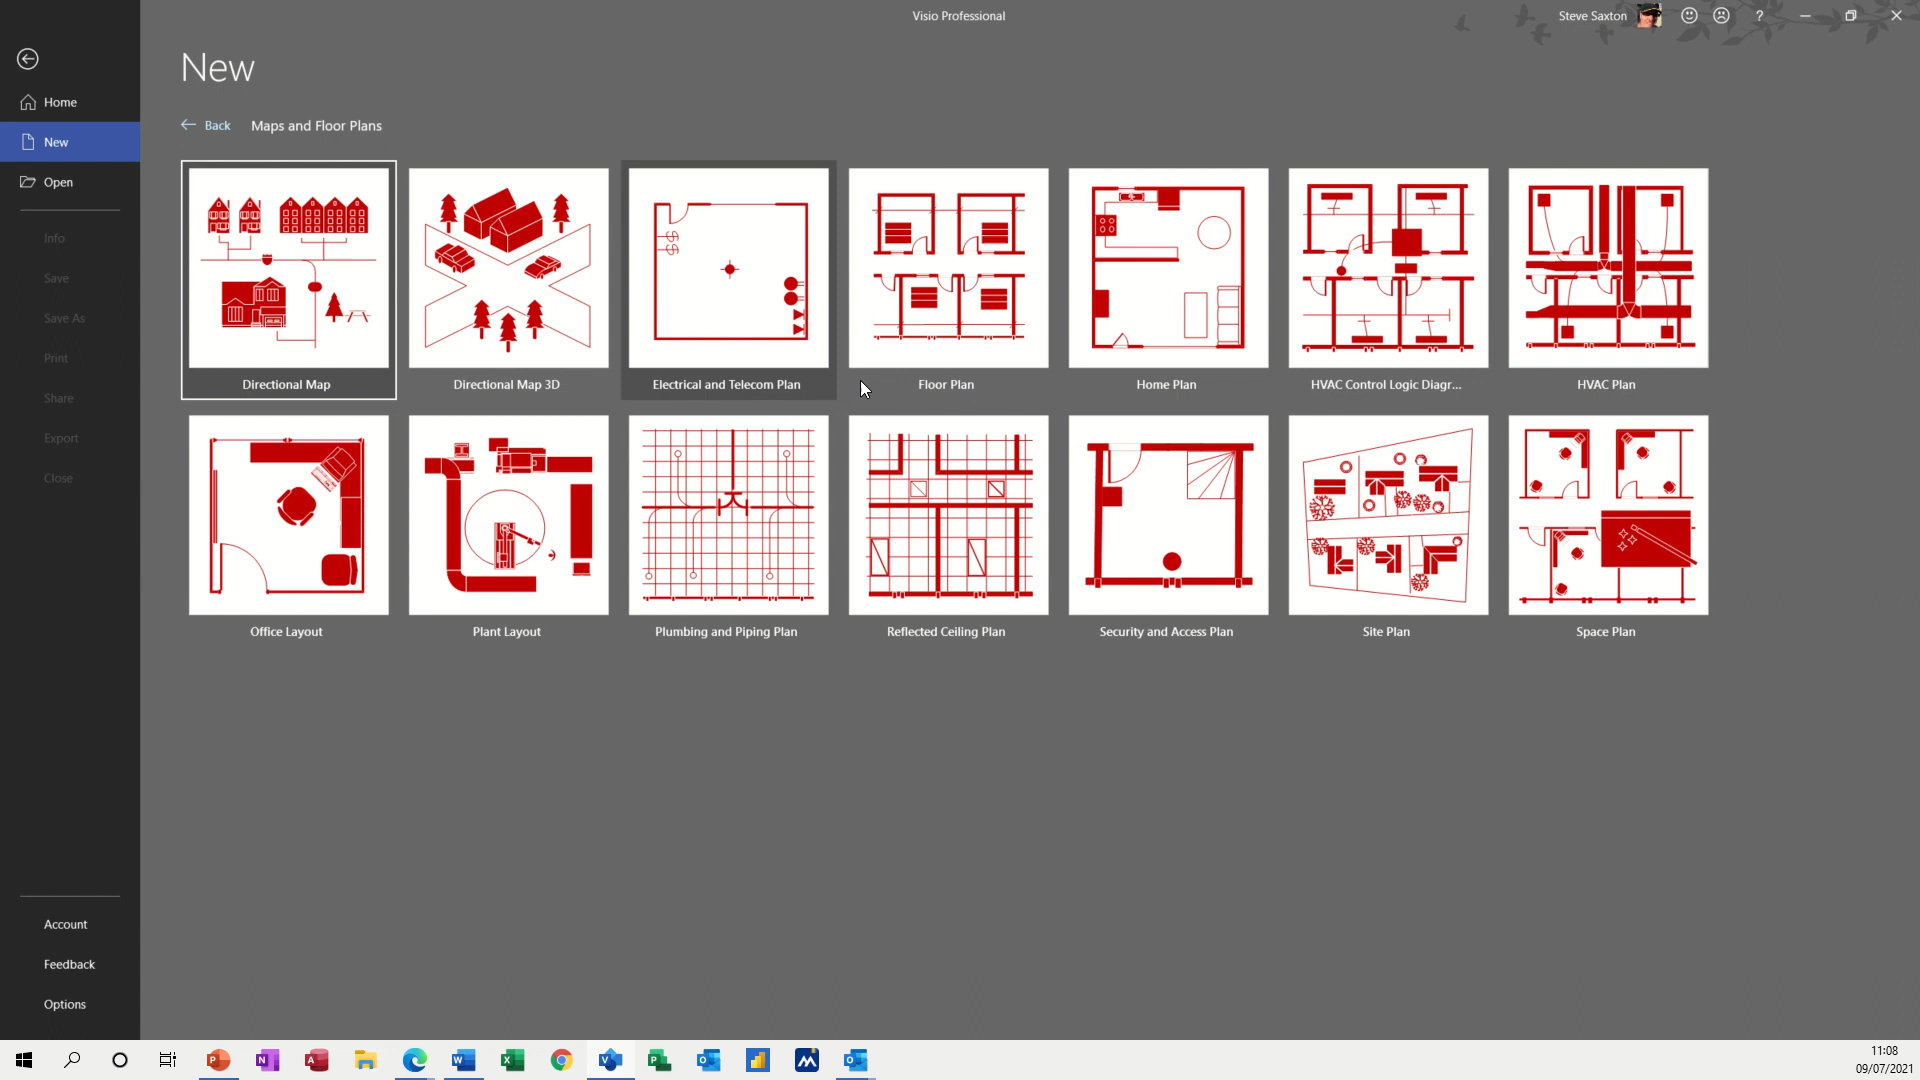 Visio Professional
Steve Saxton
?
New
Home
New
Open
Info
Save
Save As
Print
Share
Export
Close
Account
Feedback
Options
Back Maps and Floor Plans
Directional Map
Directional Map 3D
Electrical and Telecom Plan
Floor Plan
Home Plan
HVAC Control Logic Diagr...
HVAC Plan
Office Layout
Plant Layout
Plumbing and Piping Plan
Reflected Ceiling Plan
Security and Access Plan
Site Plan
Space Plan
11:08
09/07/2021